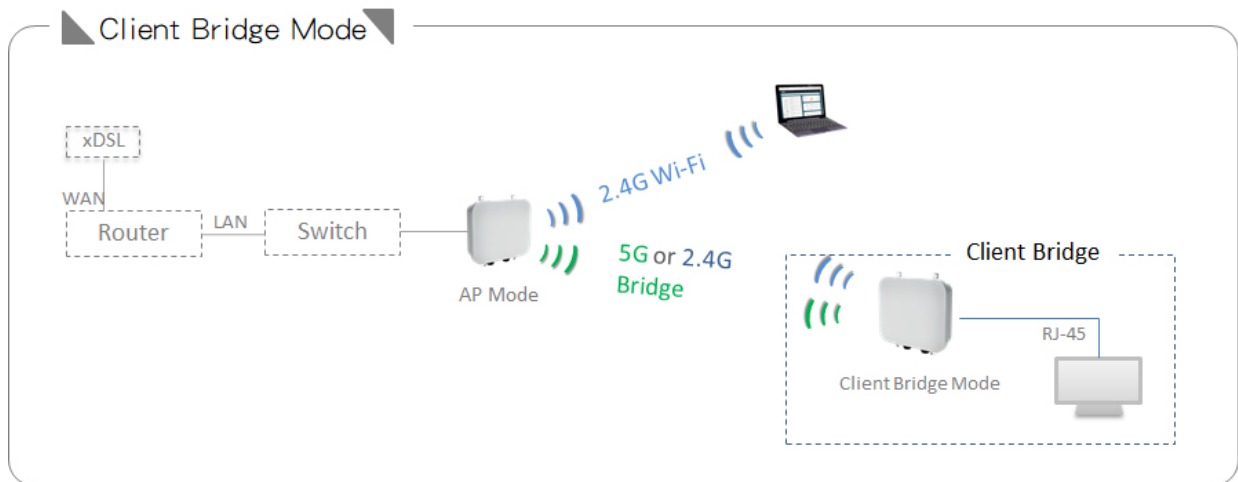 Client Bridge Mode
xDSL
WAN
Router
LAN
Switch
AP Mode
2.4G Wi-Fi
5G or 2.4G
Bridge
Client Bridge
RJ-45
Client Bridge Mode